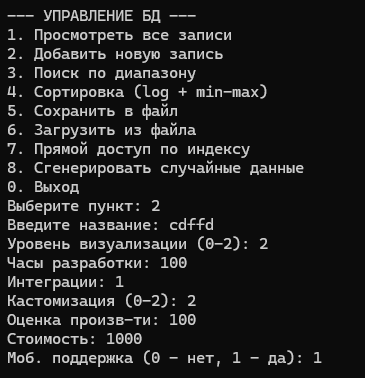 --- УПРАВЛЕНИЕ БД ---
1. Просмотреть все записи
2. Добавить новую запись
3. Поиск по диапазону
4. Сортировка (log + min-max)
5. Сохранить в файл
6. Загрузить из файла
7. Прямой доступ по индексу
8. Сгенерировать случайные данные
0. Выход
Выберите пункт: 2
Введите название: cdffd
Уровень визуализации (0-2): 2
Часы разработки: 100
Интеграции: 1
Кастомизация (0-2): 2
Оценка произв-ти: 100
Стоимость: 1000
Моб. поддержка (0 - нет, 1 - да): 1